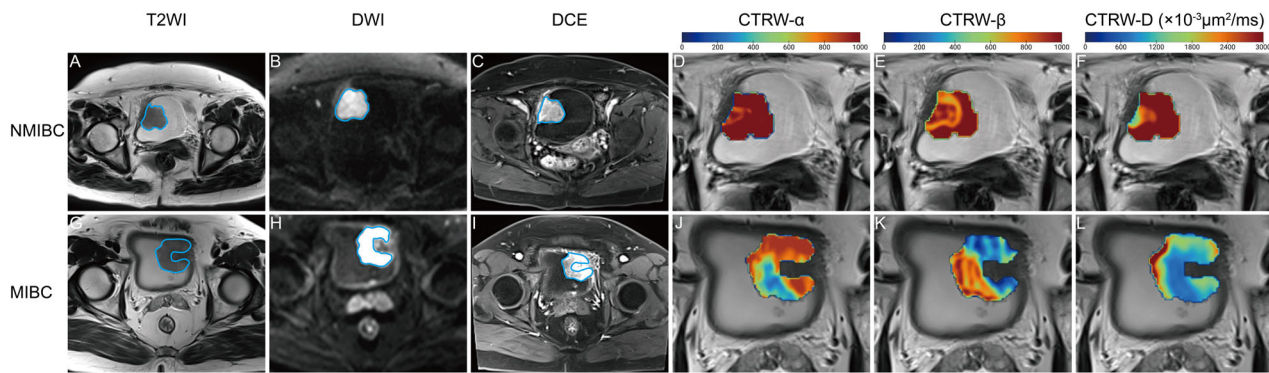 T2WI DWI DCE CTRW-α CTRW-β CTRW-D (×10⁻³μm²/ms)
0 200 400 600 800 1000 0 200 400 600 800 1000 0 600 1200 1800 2400 3000
A B C D E F
NMIBC
G H I J K L
MIBC